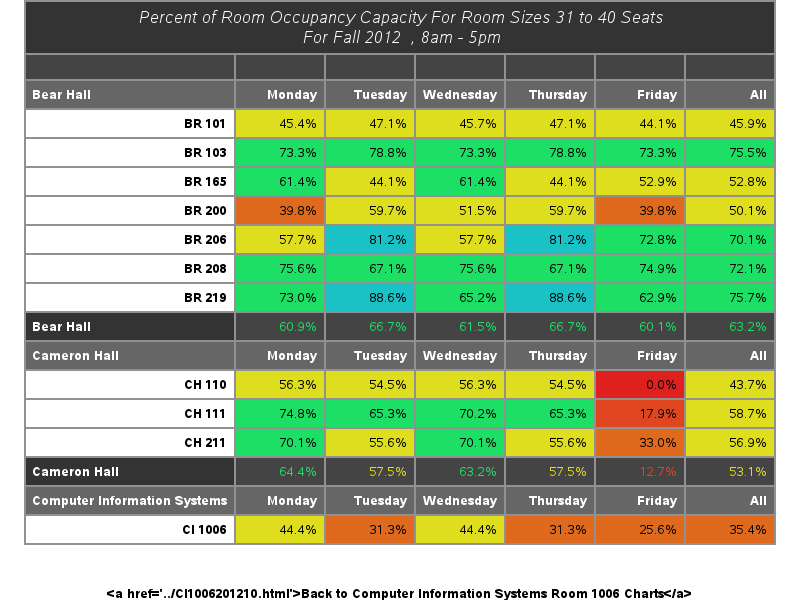 Percent of Room Occupancy Capacity For Room Sizes 31 to 40 Seats
For Fall 2012 , 8am - 5pm
Bear Hall Monday Tuesday Wednesday Thursday Friday All
BR 101 45.4% 47.1% 45.7% 47.1% 44.1% 45.9%
BR 103 73.3% 78.8% 73.3% 78.8% 73.3% 75.5%
BR 165 61.4% 44.1% 61.4% 44.1% 52.9% 52.8%
BR 200 39.8% 59.7% 51.5% 59.7% 39.8% 50.1%
BR 206 57.7% 81.2% 57.7% 81.2% 72.8% 70.1%
BR 208 75.6% 67.1% 75.6% 67.1% 74.9% 72.1%
BR 219 73.0% 88.6% 65.2% 88.6% 62.9% 75.7%
Bear Hall 60.9% 66.7% 61.5% 66.7% 60.1% 63.2%
Cameron Hall Monday Tuesday Wednesday Thursday Friday All
CH 110 56.3% 54.5% 56.3% 54.5% 0.0% 43.7%
CH 111 74.8% 65.3% 70.2% 65.3% 17.9% 58.7%
CH 211 70.1% 55.6% 70.1% 55.6% 33.0% 56.9%
Cameron Hall 64.4% 57.5% 63.2% 57.5% 12.7% 53.1%
Computer Information Systems Monday Tuesday Wednesday Thursday Friday All
CI 1006 44.4% 31.3% 44.4% 31.3% 25.6% 35.4%
<a href='../CI1006201210.html'>Back to Computer Information Systems Room 1006 Charts</a>